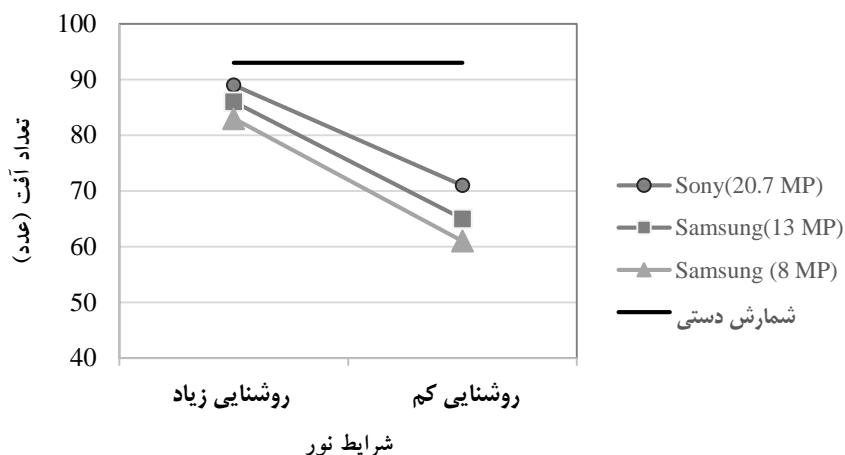 100
90
80
70
60
50
40
تعداد آفت (عدد)
روشنایی زیاد
روشنایی کم
شرایط نور
Sony(20.7 MP)
Samsung(13 MP)
Samsung (8 MP)
شمارش دستی